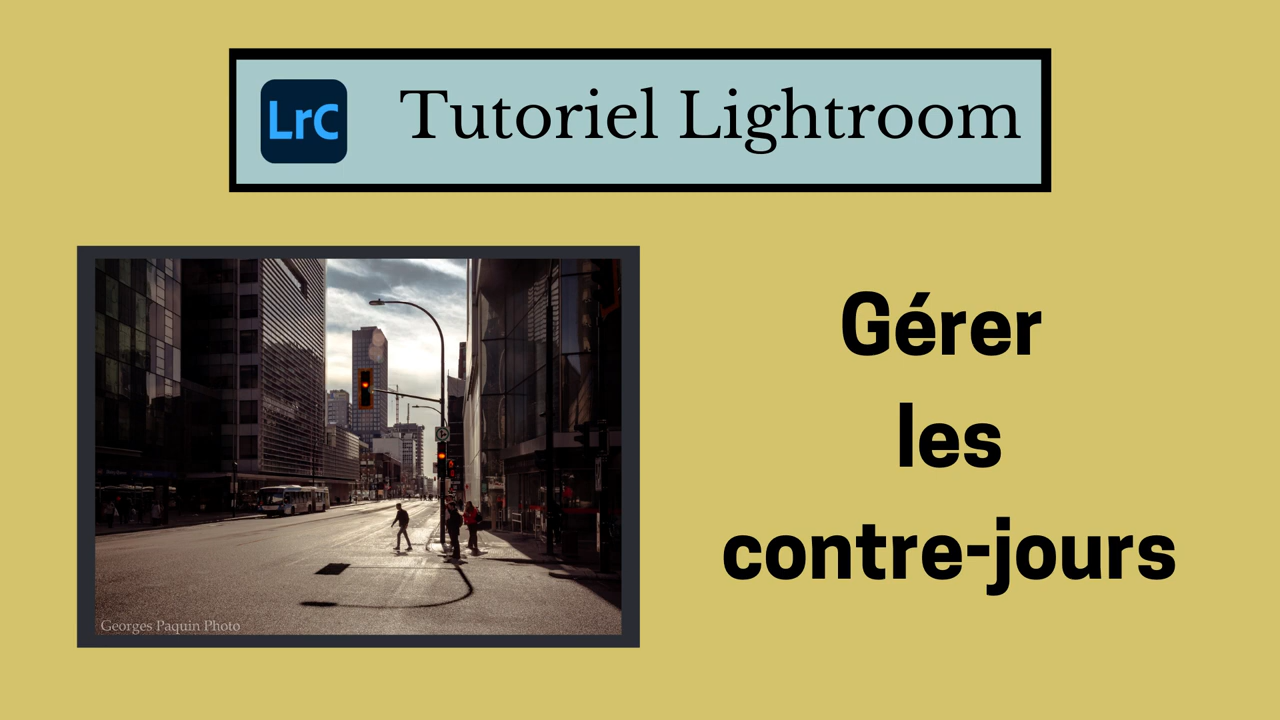 LrC Tutoriel Lightroom
Gérer
les
contre-jours
Georges Paquin Photo